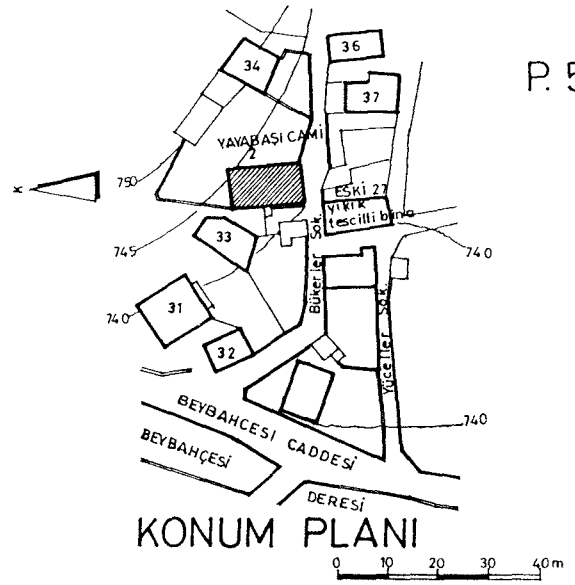 36
34
P. 5
37
YAYABAŞI CAMİ
2
750
K
ESKİ 27
yıkık
tescilli bina
33
745
Bükerler Sok.
740
740
31
32
Yüceller Sok.
BEYBAHÇESİ CADDESİ
740
BEYBAHÇESİ
DERESİ
KONUM PLANI
0 10 20 30 40 m